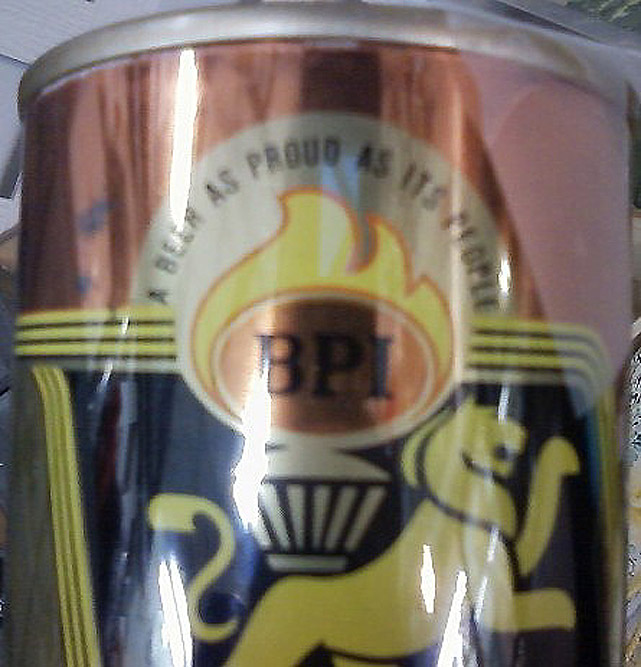 A BEER AS PROUD AS ITS PEOPLE
BPI